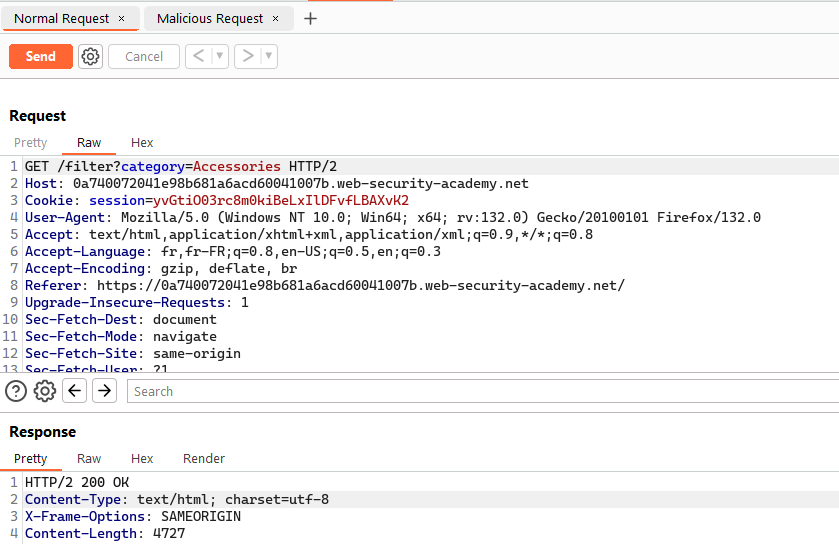 Normal Request × Malicious Request × +
Send Cancel < ▼ > ▼
Request
Pretty Raw Hex
1 GET /filter?category=Accessories HTTP/2
2 Host: 0a740072041e98b681a6acd60041007b.web-security-academy.net
3 Cookie: session=yvGtiO03rc8m0kiBeLxIlDFvfLBAXvK2
4 User-Agent: Mozilla/5.0 (Windows NT 10.0; Win64; x64; rv:132.0) Gecko/20100101 Firefox/132.0
5 Accept: text/html,application/xhtml+xml,application/xml;q=0.9,*/*;q=0.8
6 Accept-Language: fr,fr-FR;q=0.8,en-US;q=0.5,en;q=0.3
7 Accept-Encoding: gzip, deflate, br
8 Referer: https://0a740072041e98b681a6acd60041007b.web-security-academy.net/
9 Upgrade-Insecure-Requests: 1
10 Sec-Fetch-Dest: document
11 Sec-Fetch-Mode: navigate
12 Sec-Fetch-Site: same-origin
13 Sec-Fetch-User: ?1
? ← → Search
Response
Pretty Raw Hex Render
1 HTTP/2 200 OK
2 Content-Type: text/html; charset=utf-8
3 X-Frame-Options: SAMEORIGIN
4 Content-Length: 4727